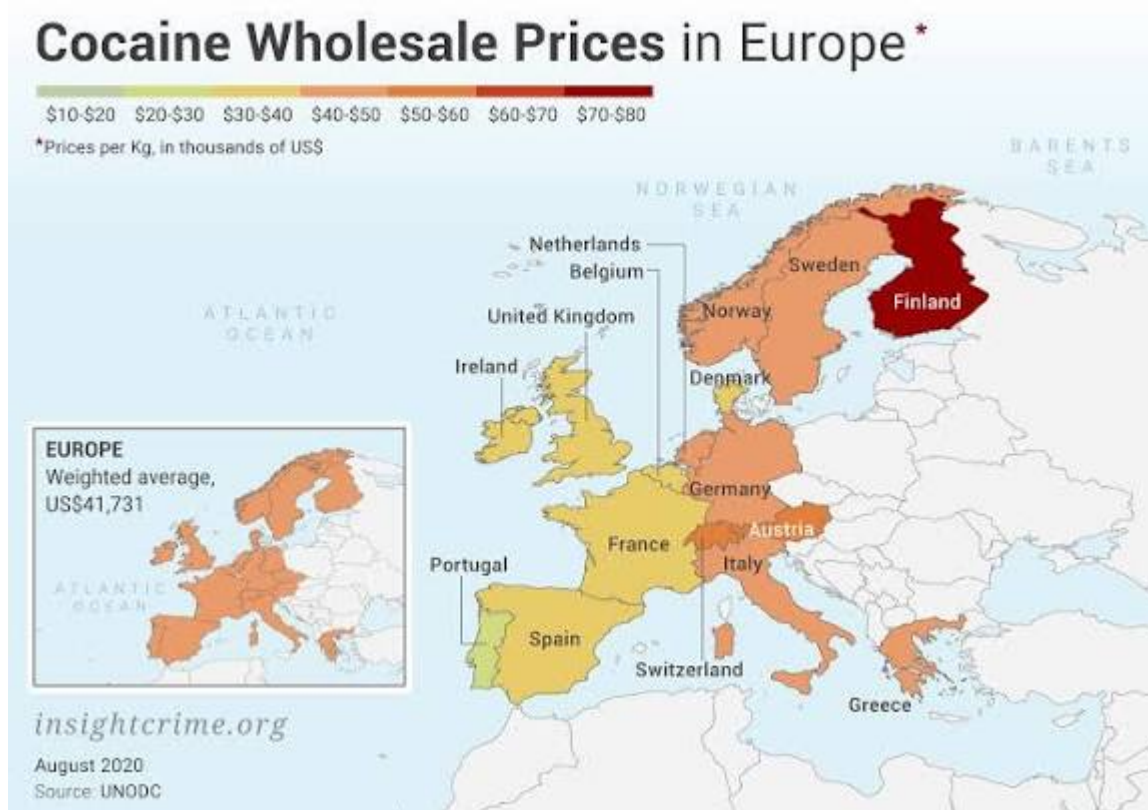 Cocaine Wholesale Prices in Europe*
$10-$20 $20-$30 $30-$40 $40-$50 $50-$60 $60-$70 $70-$80
*Prices per Kg, in thousands of US$
BARENTS
SEA
NORWEGIAN
SEA
Netherlands
Belgium
Sweden
Finland
ATLANTIC
OCEAN
Norway
United Kingdom
Ireland
Denmark
EUROPE
Weighted average,
US$41,731
ATLANTIC
OCEAN
Germany
Austria
France
Italy
Portugal
Spain
Switzerland
Greece
insightcrime.org
August 2020
Source: UNODC